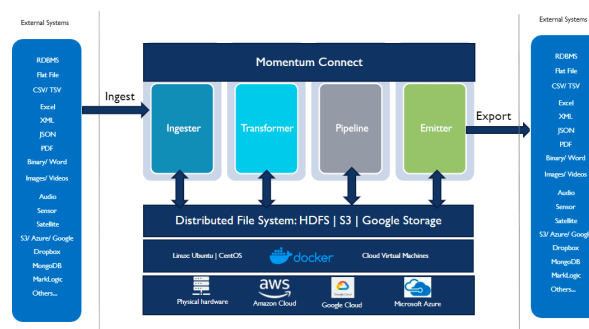 External Systems
RDBMS
Flat File
CSV/ TSV
Excel
XML
JSON
PDF
Binary/ Word
Images/ Videos
Audio
Sensor
Satellite
S3/ Azure/ Google
Dropbox
MongoDB
MarkLogic
Others...
Ingest
Momentum Connect
Ingester
Transformer
Pipeline
Emitter
Distributed File System: HDFS | S3 | Google Storage
Linux: Ubuntu | CentOS
docker
Cloud Virtual Machines
Physical hardware
aws
Amazon Cloud
Google Cloud
Microsoft Azure
Export
External Systems
RDBMS
Flat File
CSV/ TSV
Excel
XML
JSON
PDF
Binary/ Word
Images/ Videos
Audio
Sensor
Satellite
S3/ Azure/ Googl
Dropbox
MongoDB
MarkLogic
Others...